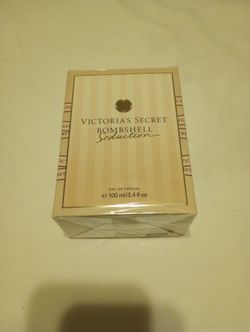 VICTORIA'S SECRET
BOMBSHELL
Seduction
EAU DE PARFUM
℮ 100 ml/3.4 fl oz